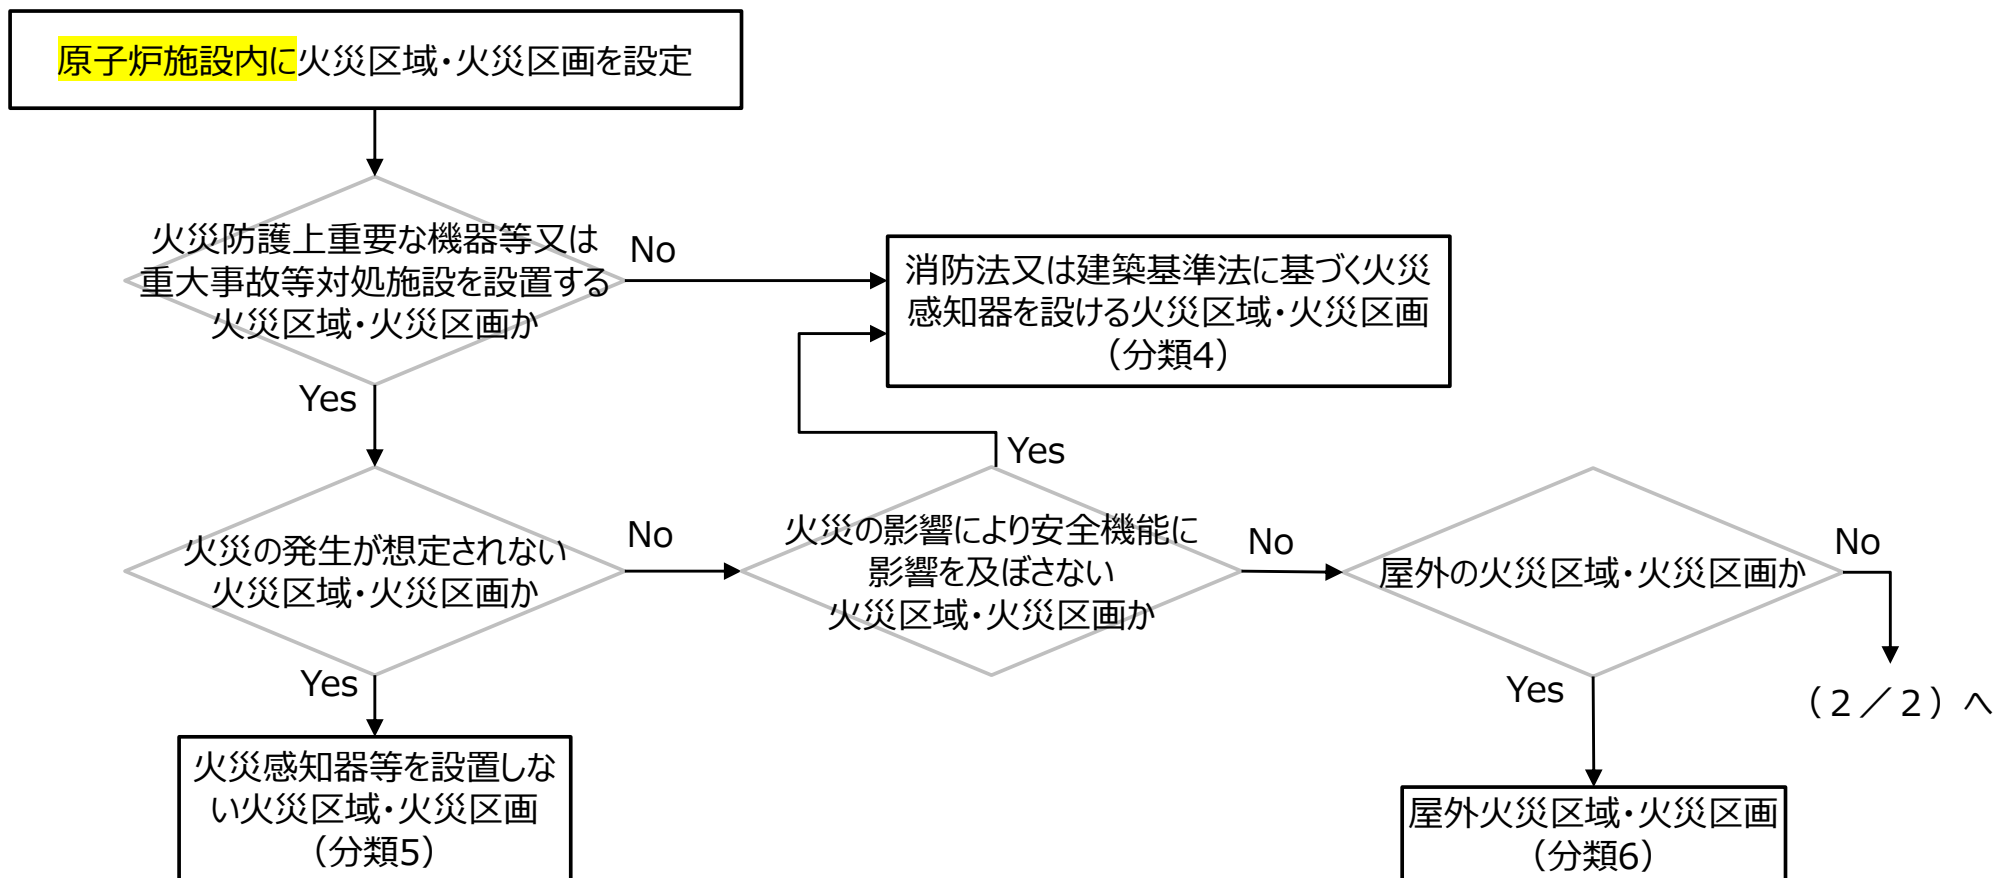 原子炉施設内に火災区域・火災区画を設定
火災防護上重要な機器等又は
重大事故等対処施設を設置する
火災区域・火災区画か
No
消防法又は建築基準法に基づく火災
感知器を設ける火災区域・火災区画
（分類4）
Yes
Yes
火災の発生が想定されない
火災区域・火災区画か
No
火災の影響により安全機能に
影響を及ぼさない
火災区域・火災区画か
No
屋外の火災区域・火災区画か
No
Yes
Yes
（２／２）へ
火災感知器等を設置しな
い火災区域・火災区画
（分類5）
屋外火災区域・火災区画
（分類6）